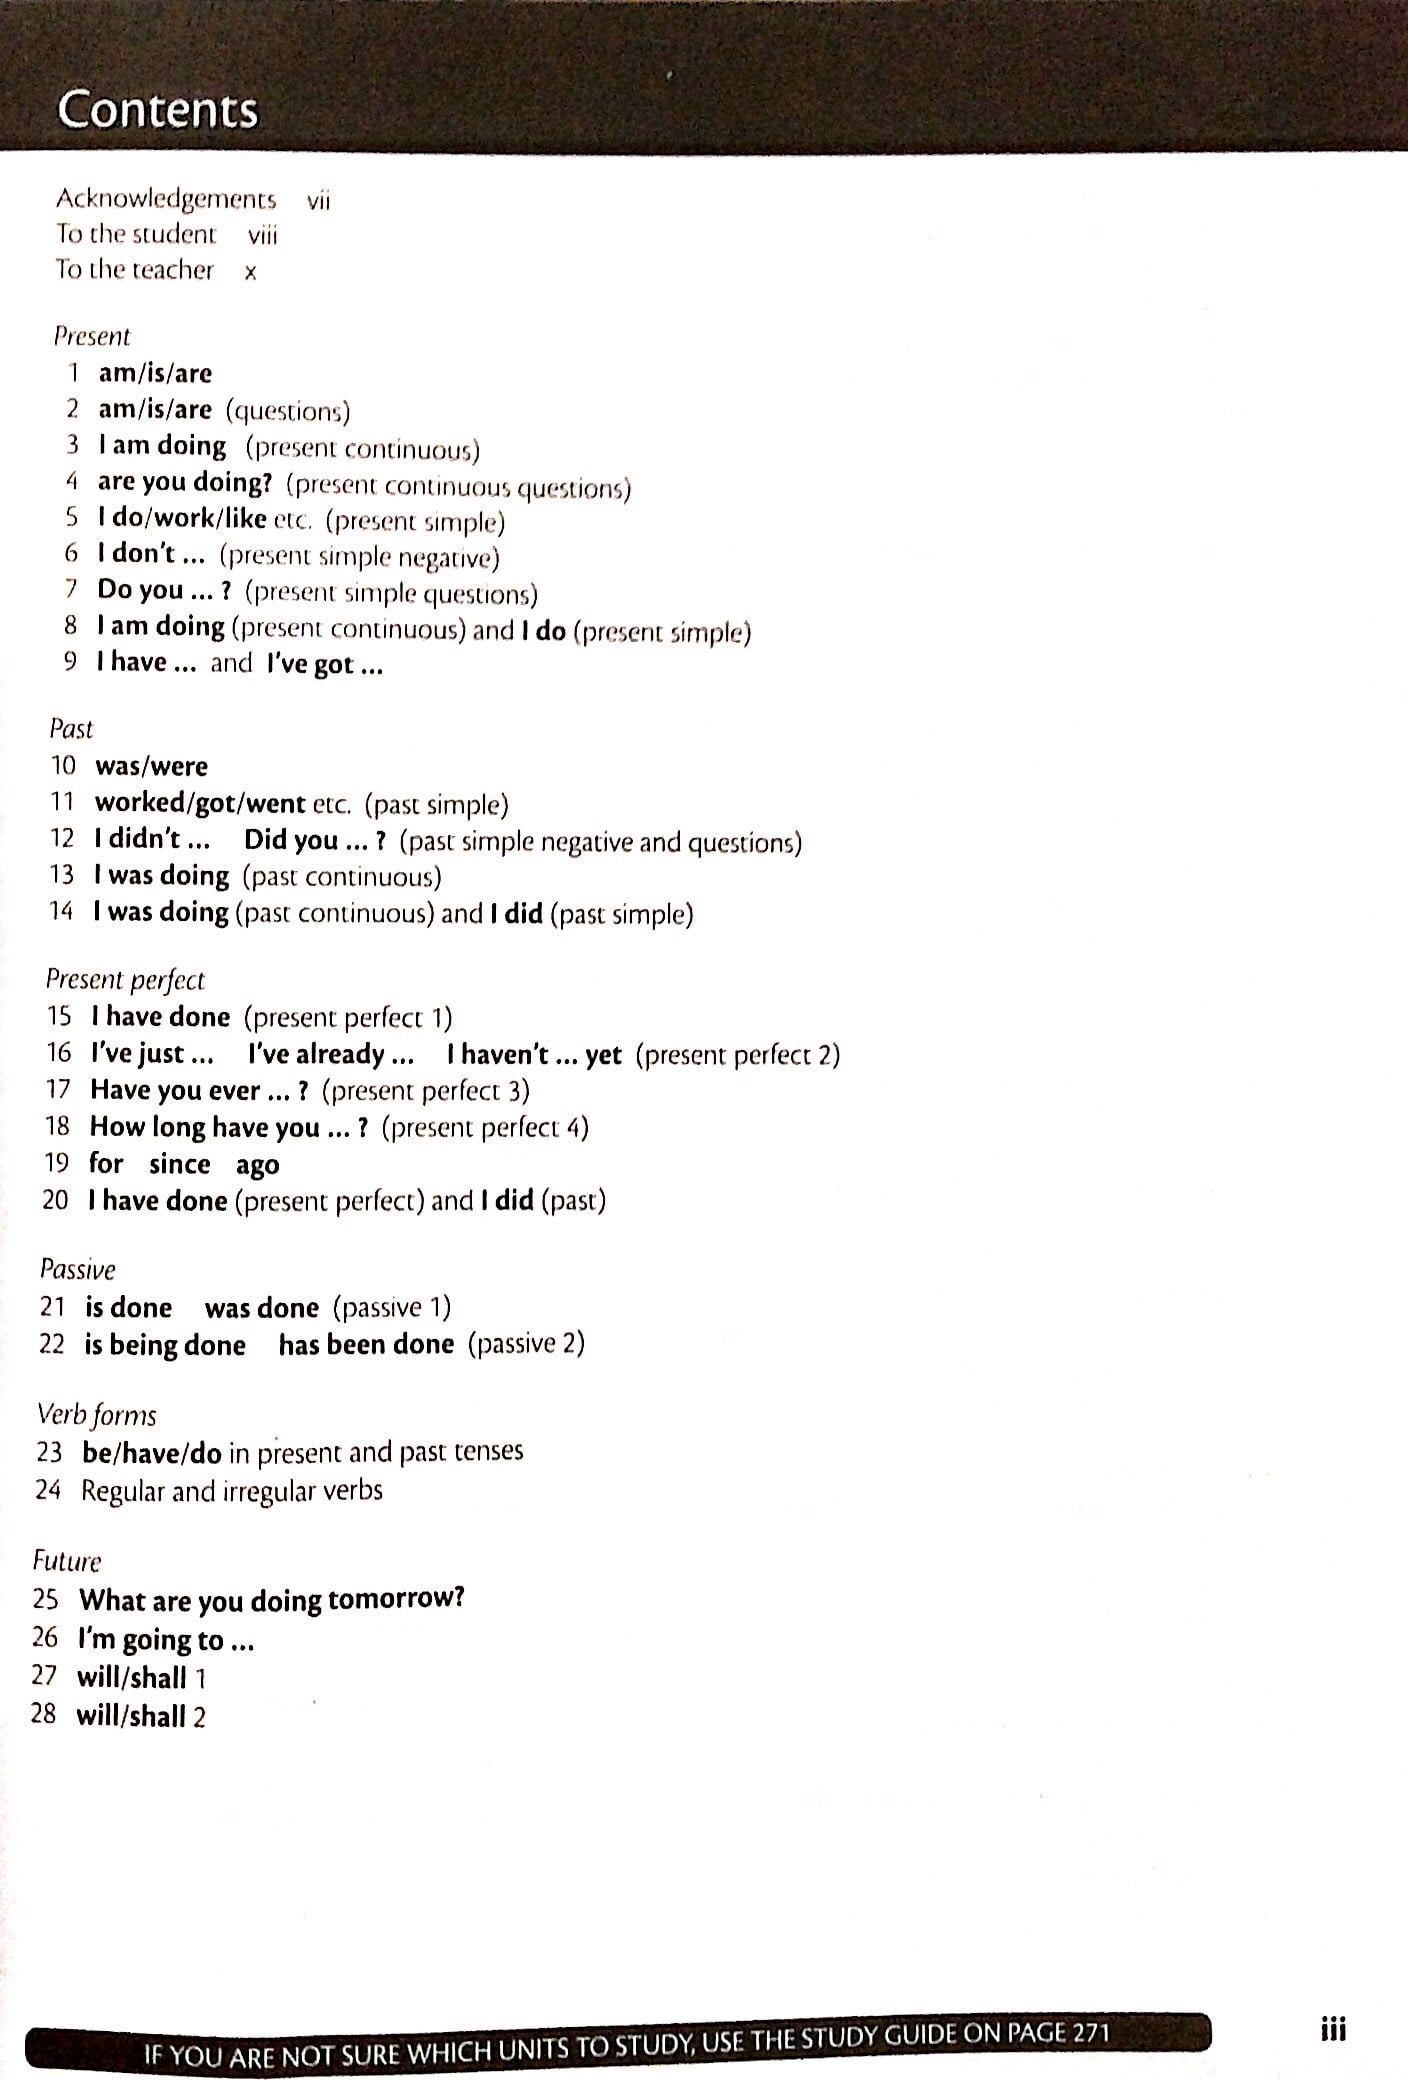 Contents
Acknowledgements vii
To the student viii
To the teacher x
Present
1 am/is/are
2 am/is/are (questions)
3 I am doing (present continuous)
4 are you doing? (present continuous questions)
5 I do/work/like etc. (present simple)
6 I don't ... (present simple negative)
7 Do you ... ? (present simple questions)
8 I am doing (present continuous) and I do (present simple)
9 I have ... and I've got ...
Past
10 was/were
11 worked/got/went etc. (past simple)
12 I didn't ... Did you ... ? (past simple negative and questions)
13 I was doing (past continuous)
14 I was doing (past continuous) and I did (past simple)
Present perfect
15 I have done (present perfect 1)
16 I've just ... I've already ... I haven't ... yet (present perfect 2)
17 Have you ever ... ? (present perfect 3)
18 How long have you ... ? (present perfect 4)
19 for since ago
20 I have done (present perfect) and I did (past)
Passive
21 is done was done (passive 1)
22 is being done has been done (passive 2)
Verb forms
23 be/have/do in present and past tenses
24 Regular and irregular verbs
Future
25 What are you doing tomorrow?
26 I'm going to ...
27 will/shall 1
28 will/shall 2
IF YOU ARE NOT SURE WHICH UNITS TO STUDY, USE THE STUDY GUIDE ON PAGE 271
iii